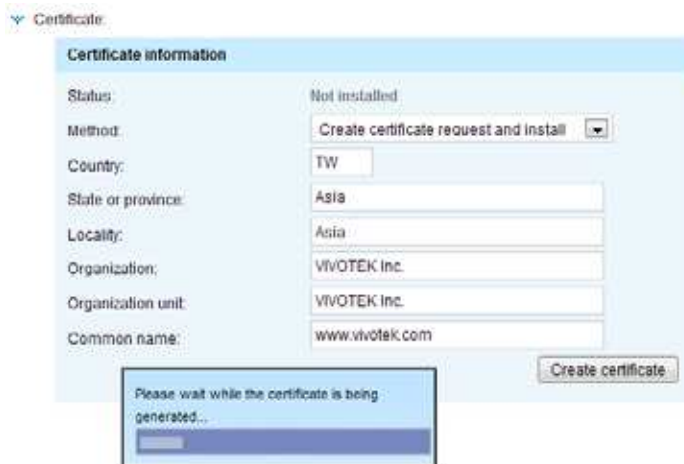 Certificate:
Certificate information
Status: Not installed
Method: Create certificate request and install
Country: TW
State or province: Asia
Locality: Asia
Organization: VIVOTEK Inc.
Organization unit: VIVOTEK Inc.
Common name: www.vivotek.com
Create certificate
Please wait while the certificate is being
generated...